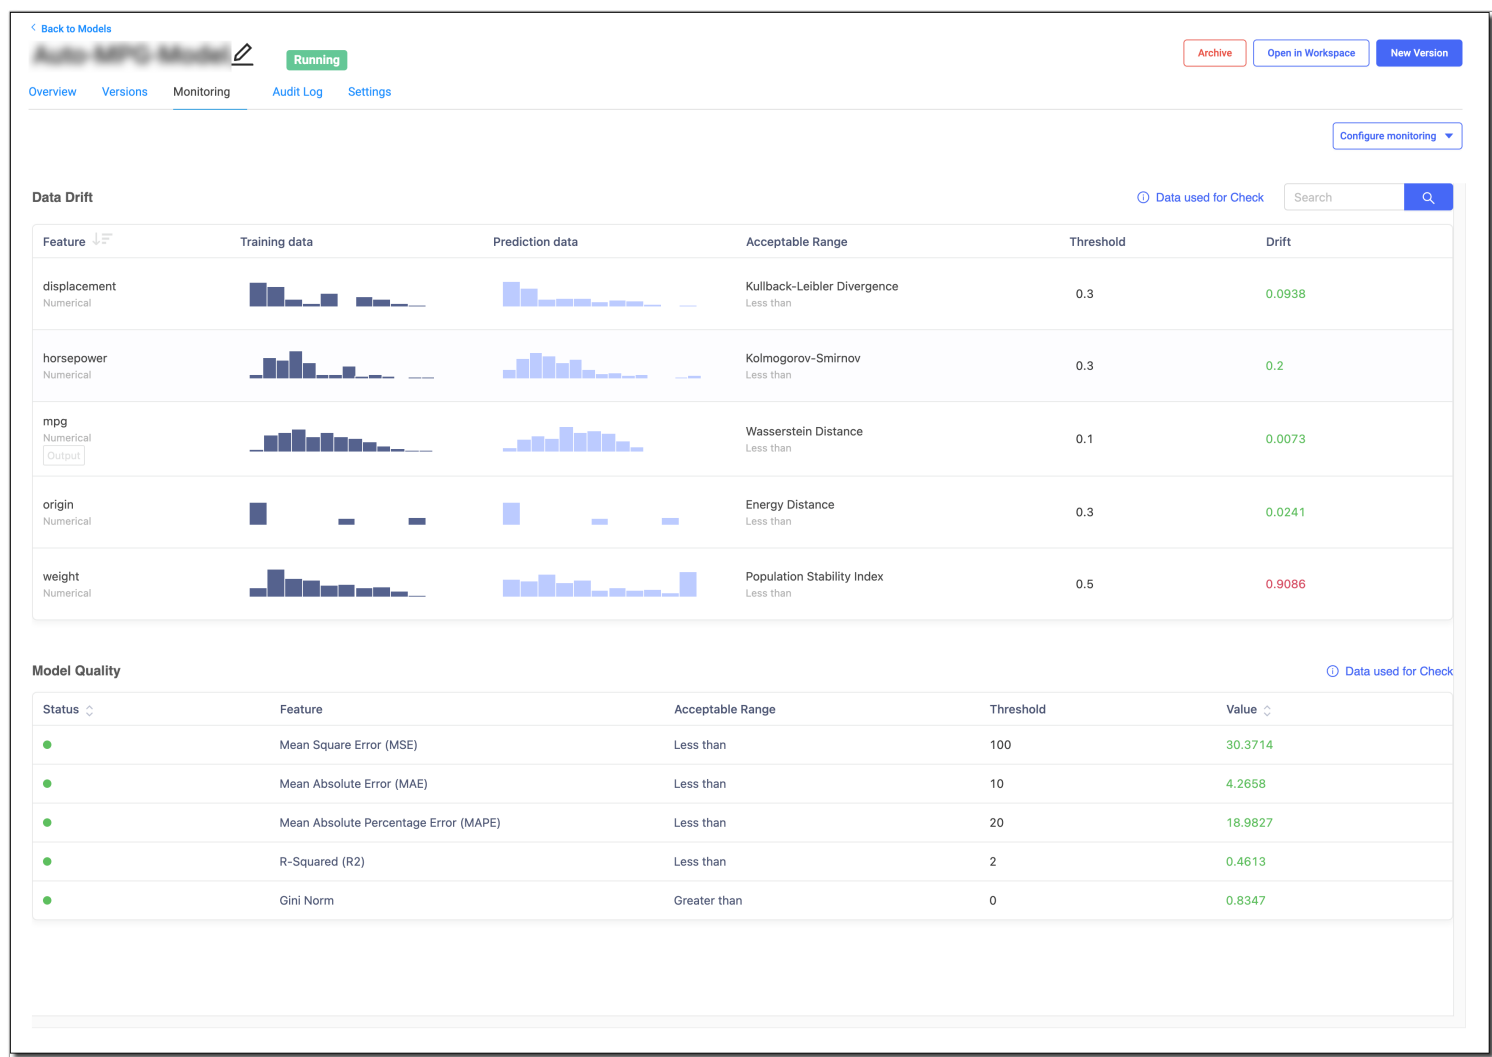 Back to Models
Auto-MPG-Model
Running
Archive
Open in Workspace
New Version
Overview Versions Monitoring Audit Log Settings
Configure monitoring
Data Drift
Data used for Check
Search
Feature Training data Prediction data Acceptable Range Threshold Drift
displacement
Numerical
Kullback-Leibler Divergence
Less than
0.3
0.0938
horsepower
Numerical
Kolmogorov-Smirnov
Less than
0.3
0.2
mpg
Numerical
Output
Wasserstein Distance
Less than
0.1
0.0073
origin
Numerical
Energy Distance
Less than
0.3
0.0241
weight
Numerical
Population Stability Index
Less than
0.5
0.9086
Model Quality
Data used for Check
Status Feature Acceptable Range Threshold Value
Mean Square Error (MSE) Less than 100 30.3714
Mean Absolute Error (MAE) Less than 10 4.2658
Mean Absolute Percentage Error (MAPE) Less than 20 18.9827
R-Squared (R2) Less than 2 0.4613
Gini Norm Greater than 0 0.8347